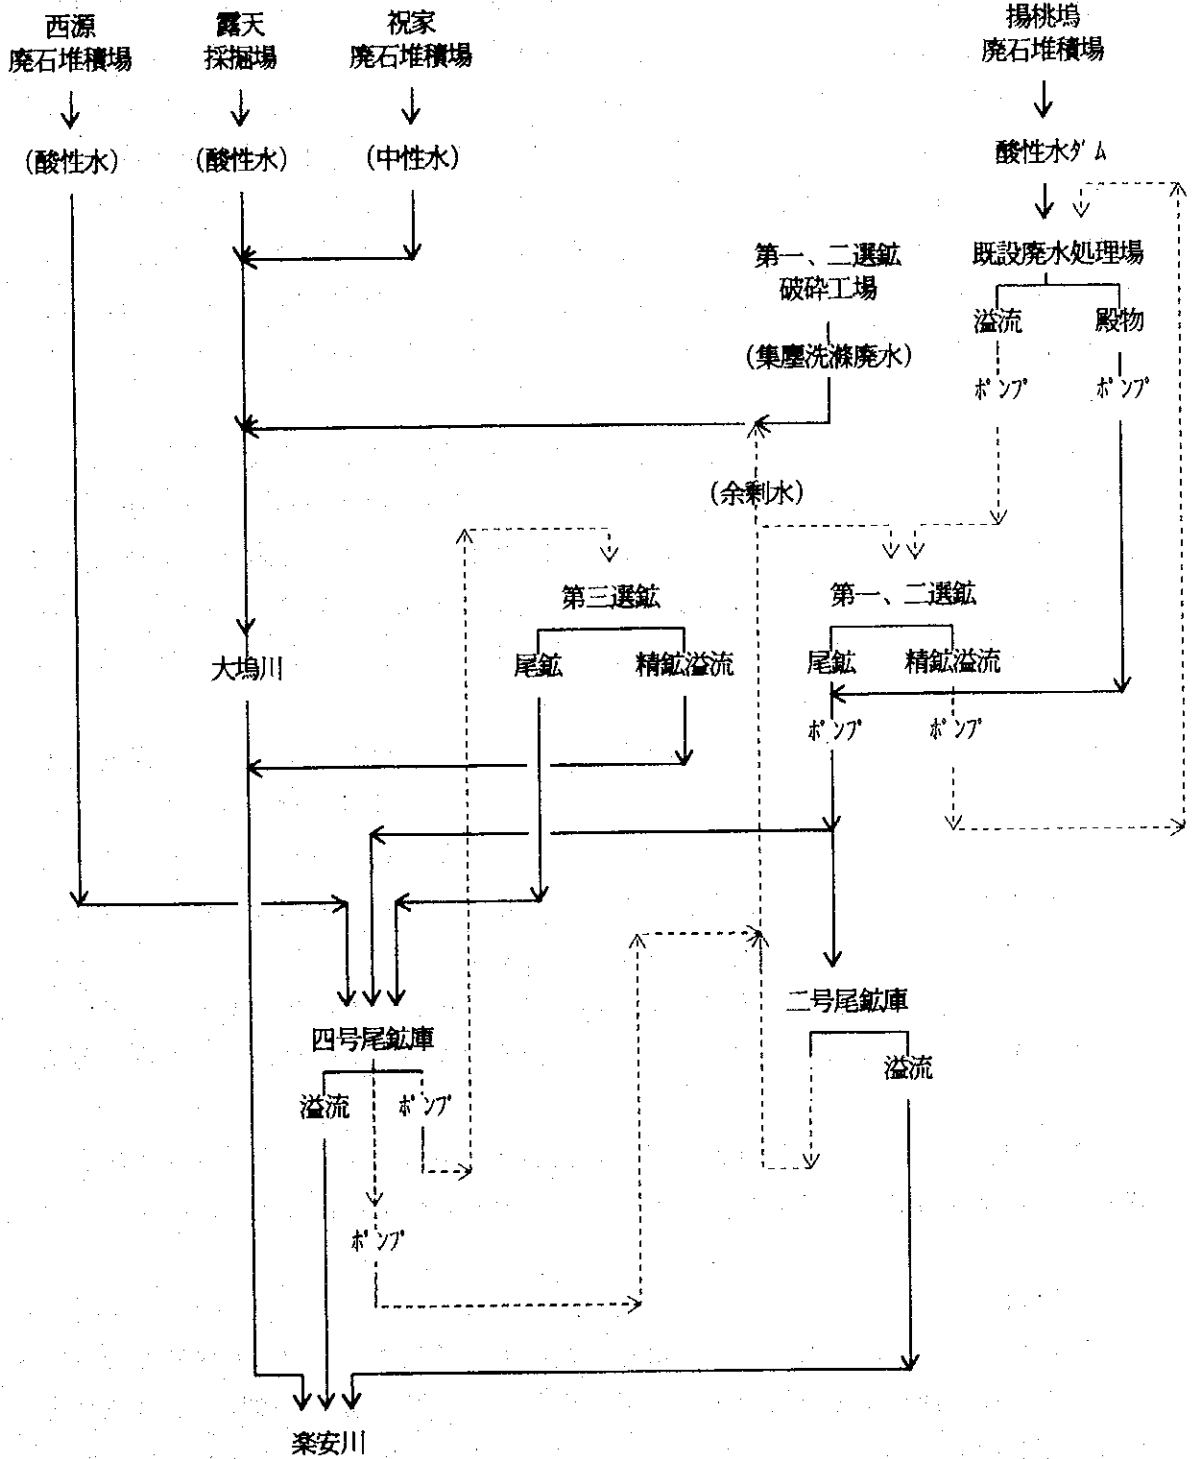 西源
廃石堆積場
露天
採掘場
祝家
廃石堆積場
揚桃塢
廃石堆積場
(酸性水)
(酸性水)
(中性水)
酸性水ﾀﾞﾑ
第一、二選鉱
破砕工場
既設廃水処理場
溢流
殿物
(集塵洗滌廃水)
ﾎﾟﾝﾌﾟ
ﾎﾟﾝﾌﾟ
(余剰水)
第三選鉱
第一、二選鉱
大塢川
尾鉱
精鉱溢流
尾鉱
精鉱溢流
ﾎﾟﾝﾌﾟ
ﾎﾟﾝﾌﾟ
二号尾鉱庫
四号尾鉱庫
溢流
溢流
ﾎﾟﾝﾌﾟ
ﾎﾟﾝﾌﾟ
楽安川